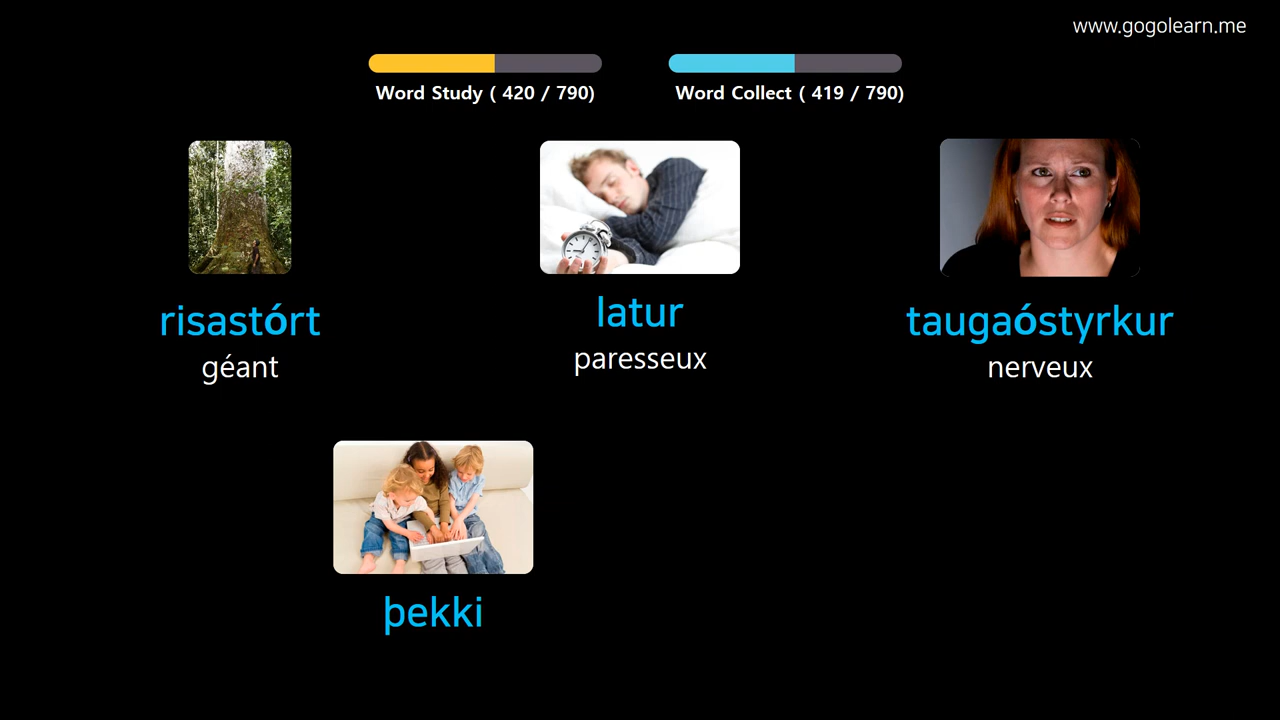 www.gogolearn.me
Word Study ( 420 / 790)
Word Collect ( 419 / 790)
risastórt
latur
taugaóstyrkur
géant
paresseux
nerveux
þekki